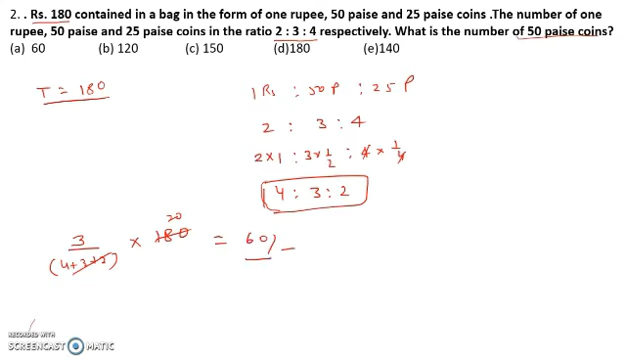 2. . Rs. 180 contained in a bag in the form of one rupee, 50 paise and 25 paise coins .The number of one
rupee, 50 paise and 25 paise coins in the ratio 2 : 3 : 4 respectively. What is the number of 50 paise coins?
(a) 60 (b) 120 (c) 150 (d)180 (e)140
T = 180
1 Rs : 50 P : 25 P
2 : 3 : 4
2 x 1 : 3 x 1/2 : 4 x 1/4
4 : 3 : 2
3/(4+3+2) x 180 = 60/-
20
RECORDED WITH
SCREENCAST MATIC